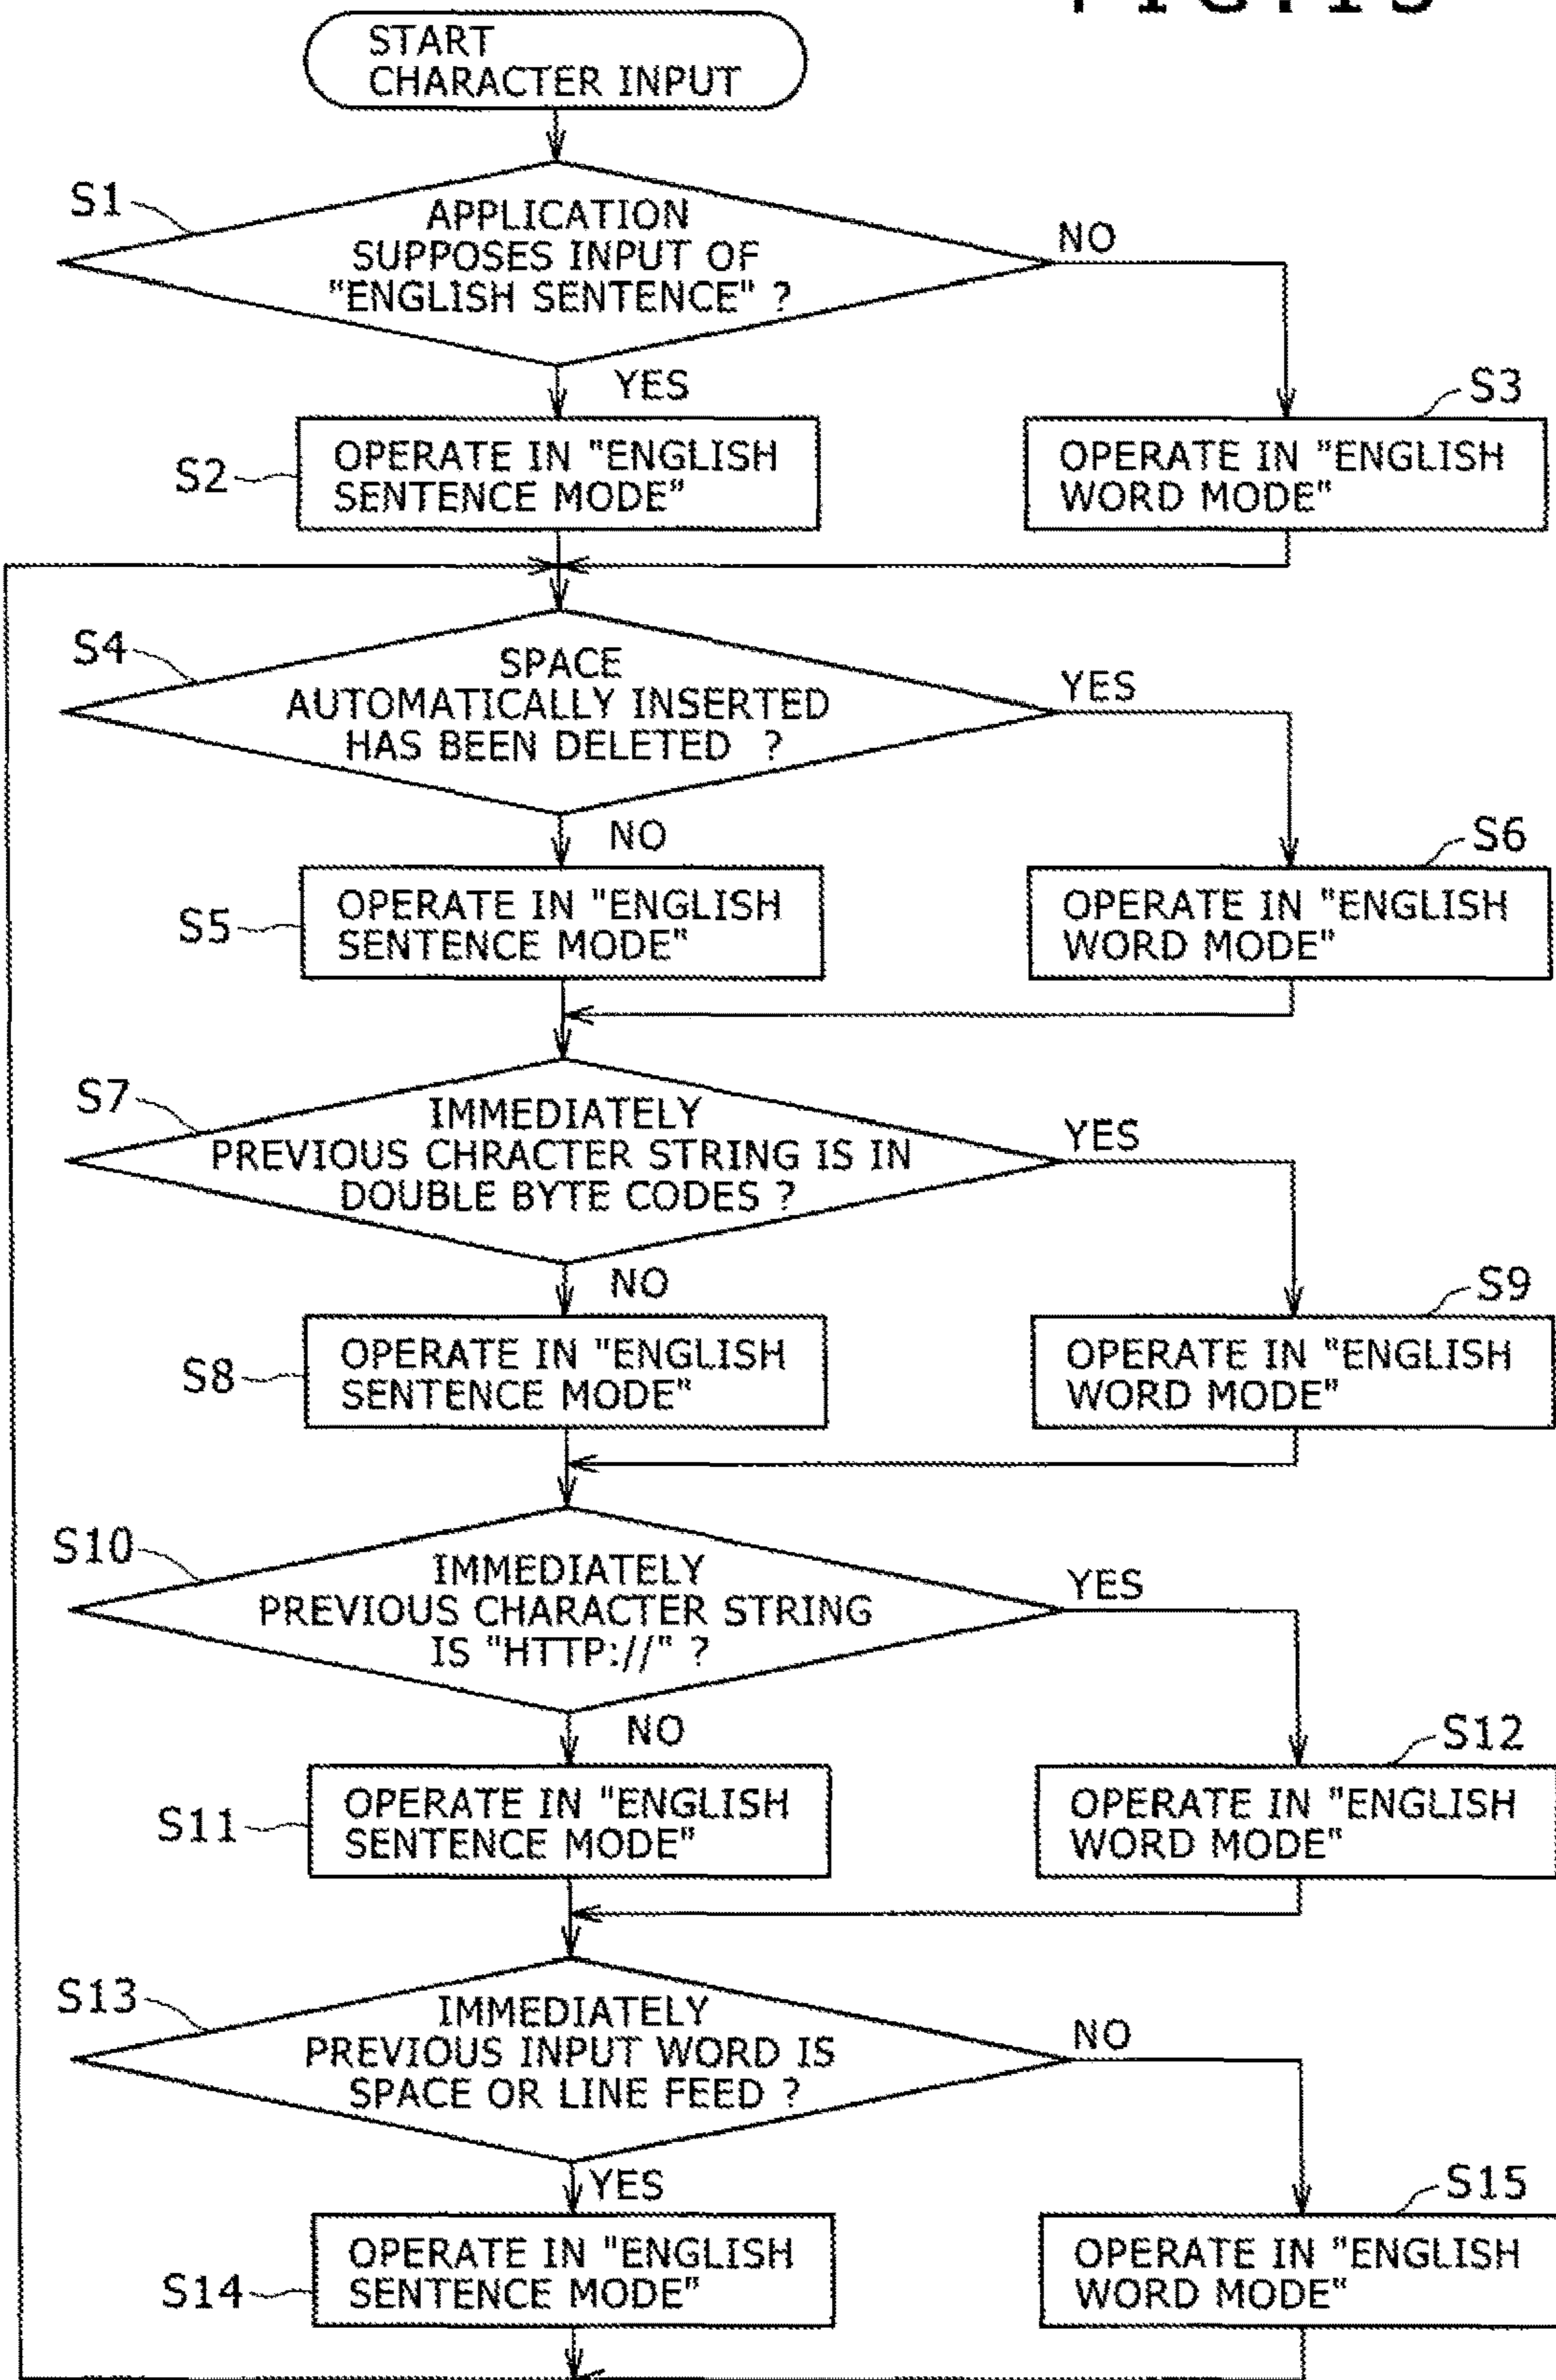 START
CHARACTER INPUT
S1
APPLICATION
SUPPOSES INPUT OF
"ENGLISH SENTENCE" ?
NO
YES
S2
OPERATE IN "ENGLISH
SENTENCE MODE"
S3
OPERATE IN "ENGLISH
WORD MODE"
S4
SPACE
AUTOMATICALLY INSERTED
HAS BEEN DELETED ?
YES
NO
S5
OPERATE IN "ENGLISH
SENTENCE MODE"
S6
OPERATE IN "ENGLISH
WORD MODE"
S7
IMMEDIATELY
PREVIOUS CHRACTER STRING IS IN
DOUBLE BYTE CODES ?
YES
NO
S8
OPERATE IN "ENGLISH
SENTENCE MODE"
S9
OPERATE IN "ENGLISH
WORD MODE"
S10
IMMEDIATELY
PREVIOUS CHARACTER STRING
IS "HTTP://" ?
YES
NO
S11
OPERATE IN "ENGLISH
SENTENCE MODE"
S12
OPERATE IN "ENGLISH
WORD MODE"
S13
IMMEDIATELY
PREVIOUS INPUT WORD IS
SPACE OR LINE FEED ?
NO
YES
S14
OPERATE IN "ENGLISH
SENTENCE MODE"
S15
OPERATE IN "ENGLISH
WORD MODE"